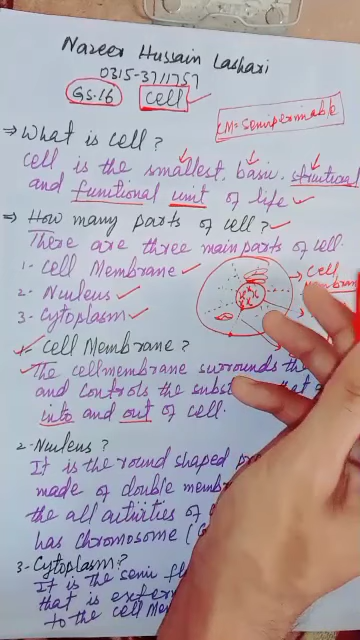 Nazeer Hussain Lashari
0315-3711757
GS-16 cell
CM = semipermiable
⇒ What is cell?
Cell is the smallest, basic, structional
and functional unit of life
⇒ How many parts of cell?
There are three main parts of cell.
1- Cell Membrane
2- Nucleus
3- Cytoplasm
Cell
Membran
1- Cell Membrane?
The cell membrane surrounds the
and controls the subst
into and out of cell.
2- Nucleus?
It is the round shaped
made of double memb
the all activities of
has chromosome
3- Cytoplasm?
It is the semi fl
that is
to the cell Mem